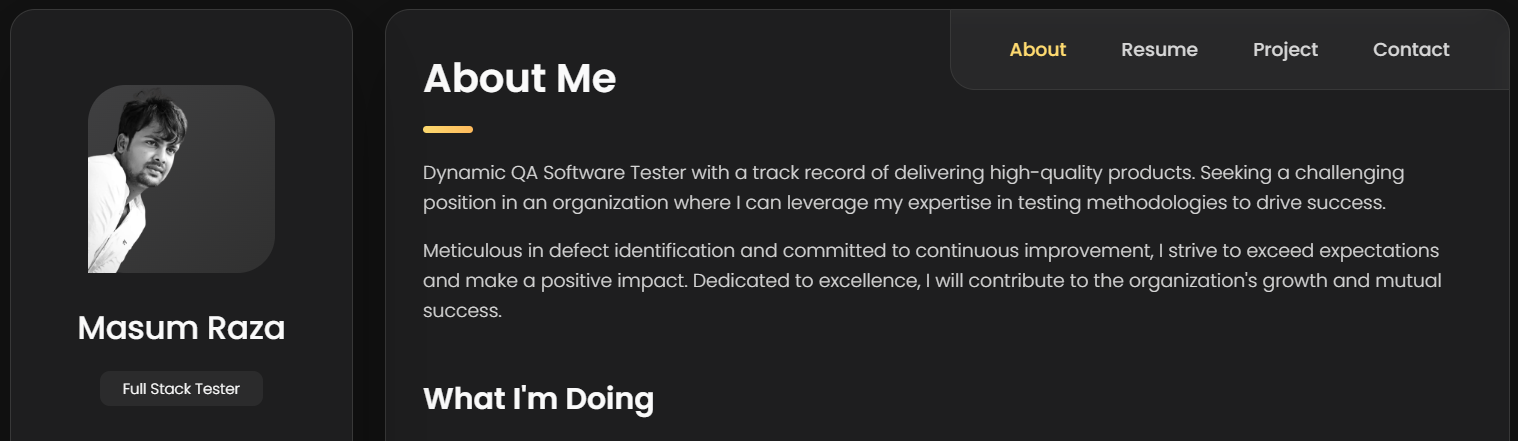 About
Resume
Project
Contact
About Me
Dynamic QA Software Tester with a track record of delivering high-quality products. Seeking a challenging
position in an organization where I can leverage my expertise in testing methodologies to drive success.
Meticulous in defect identification and committed to continuous improvement, I strive to exceed expectations
and make a positive impact. Dedicated to excellence, I will contribute to the organization's growth and mutual
success.
What I'm Doing
Masum Raza
Full Stack Tester